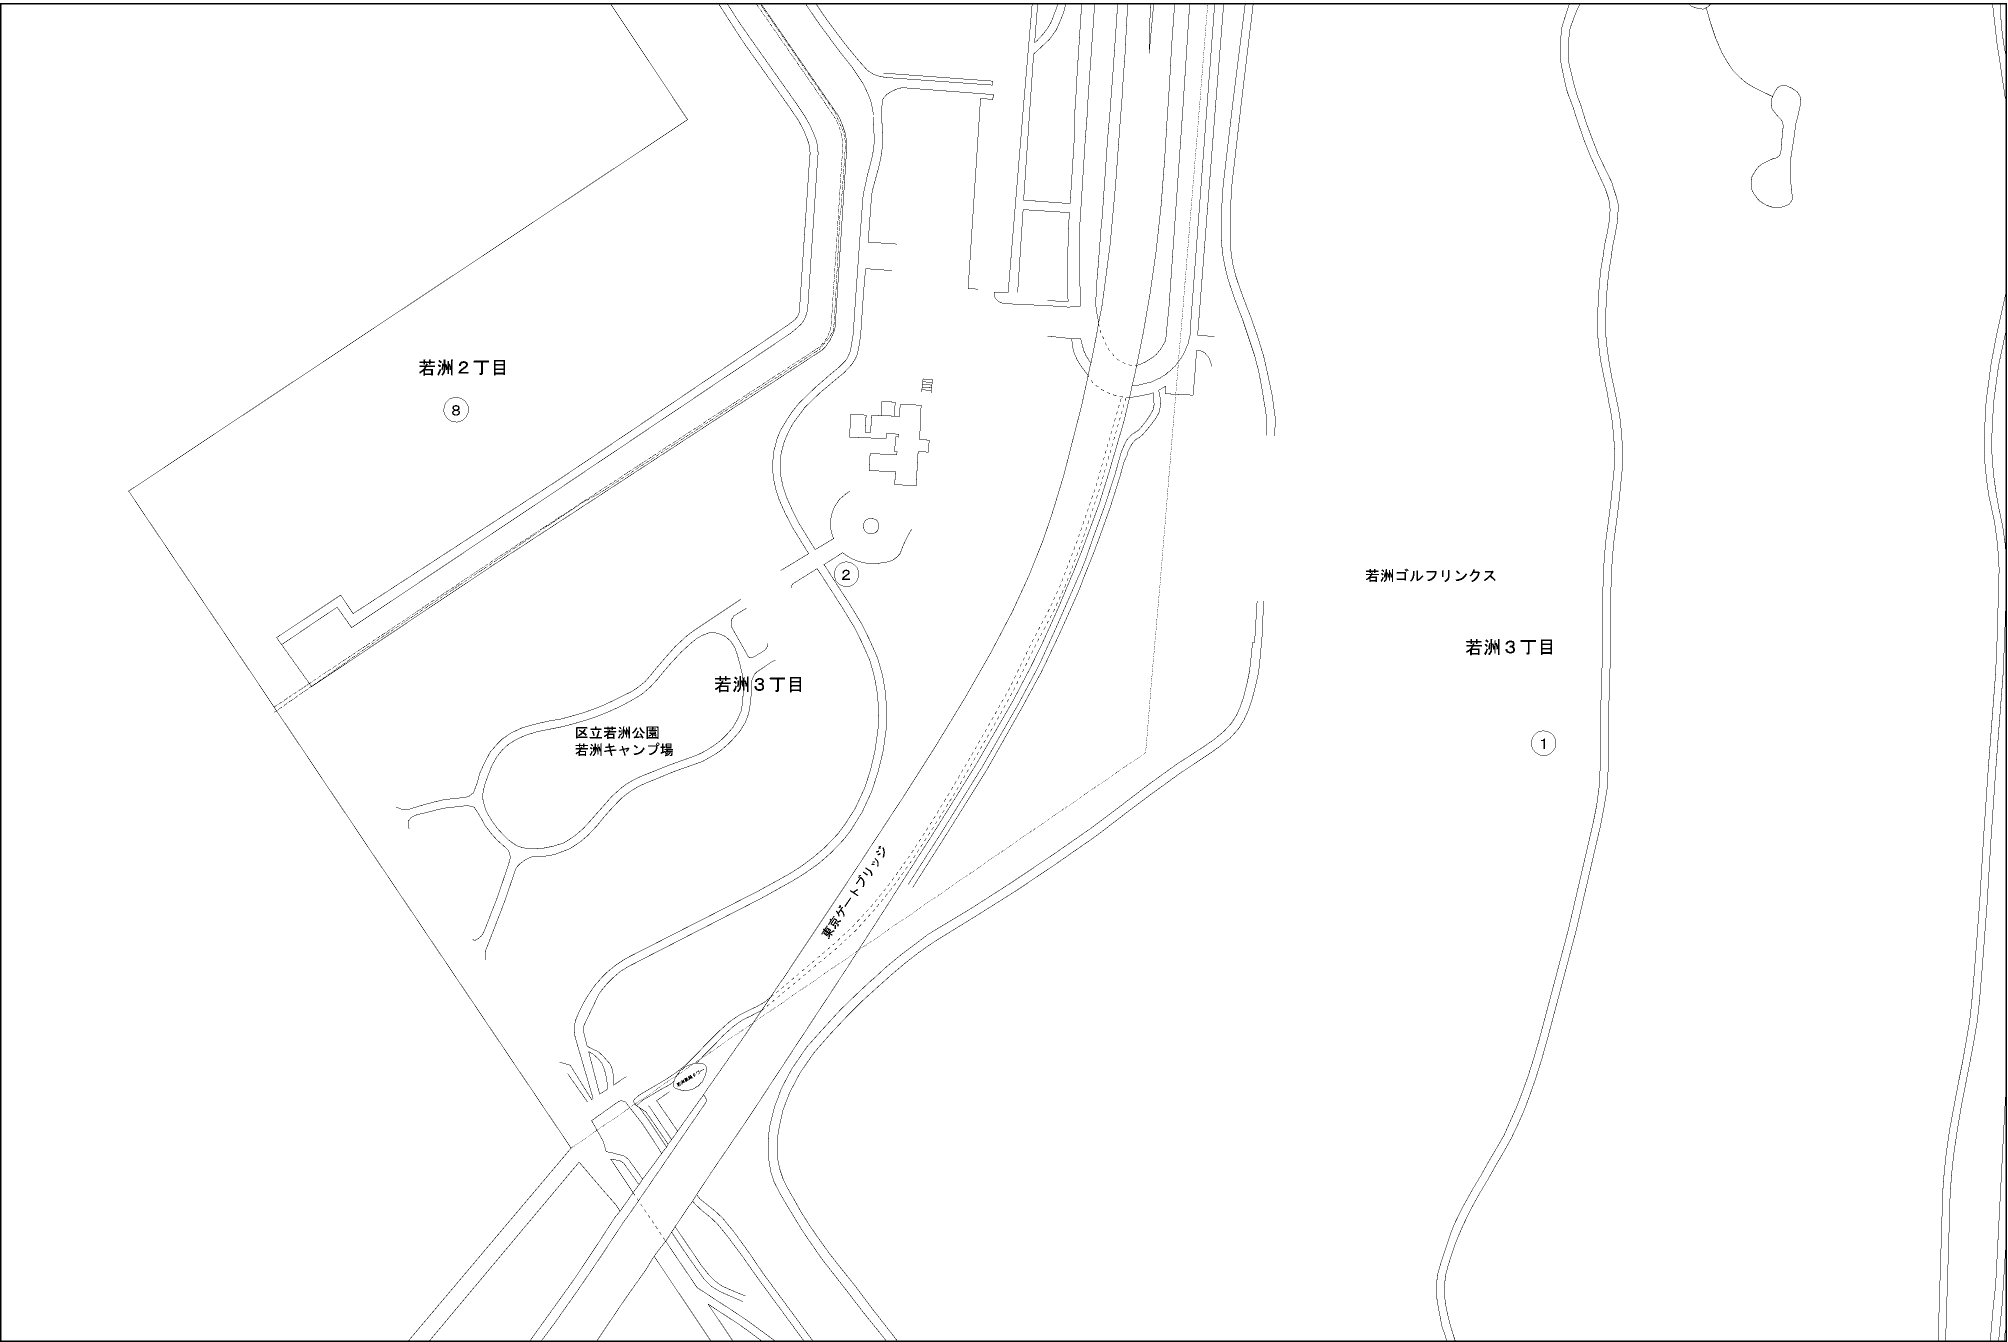 若洲２丁目
8
2
若洲ゴルフリンクス
若洲３丁目
若洲３丁目
区立若洲公園
若洲キャンプ場
1
東京ゲートブリッジ